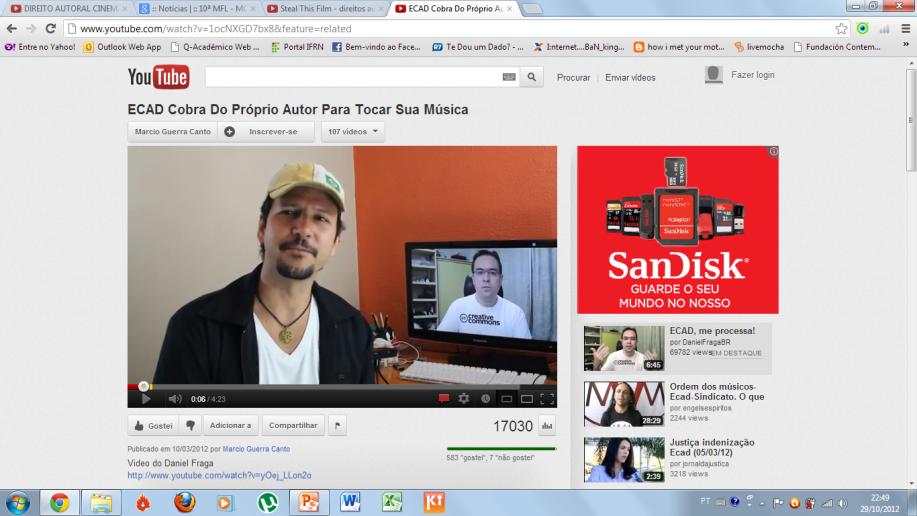 DIREITO AUTORAL CINEM
:: Notícias | :: 10ª MFL - MO
Steal This Film - direitos au
ECAD Cobra Do Próprio Au
www.youtube.com/watch?v=1ocNXGD7bx8&feature=related
Entre no Yahoo!
Outlook Web App
Q-Acadêmico Web ...
Portal IFRN
Bem-vindo ao Face...
Te Dou um Dado? -...
Internet....BaN_king...
how i met your mot...
livemocha
Fundación Contem...
YouTube
Procurar | Enviar vídeos
Fazer login
ECAD Cobra Do Próprio Autor Para Tocar Sua Música
Marcio Guerra Canto
Inscrever-se
107 vídeos
creative
commons
0:06 / 4:23
Gostei
Adicionar a
Compartilhar
17030
Publicado em 10/03/2012 por Marcio Guerra Canto
583 "gostei", 7 "não gostei"
Video do Daniel Fraga
http://www.youtube.com/watch?v=yOej_LLon2o
Adaptor
SanDisk
SanDisk®
GUARDE O SEU
MUNDO NO NOSSO
ECAD, me processa!
por DanielFragaBR
69782 views EM DESTAQUE
6:45
Ordem dos músicos-
Ecad-Sindicato. O que
por engelsespiritos
2244 views
28:29
Justiça indenização
Ecad (05/03/12)
por jornaldajustica
3218 views
2:39
PT
22:49
29/10/2012